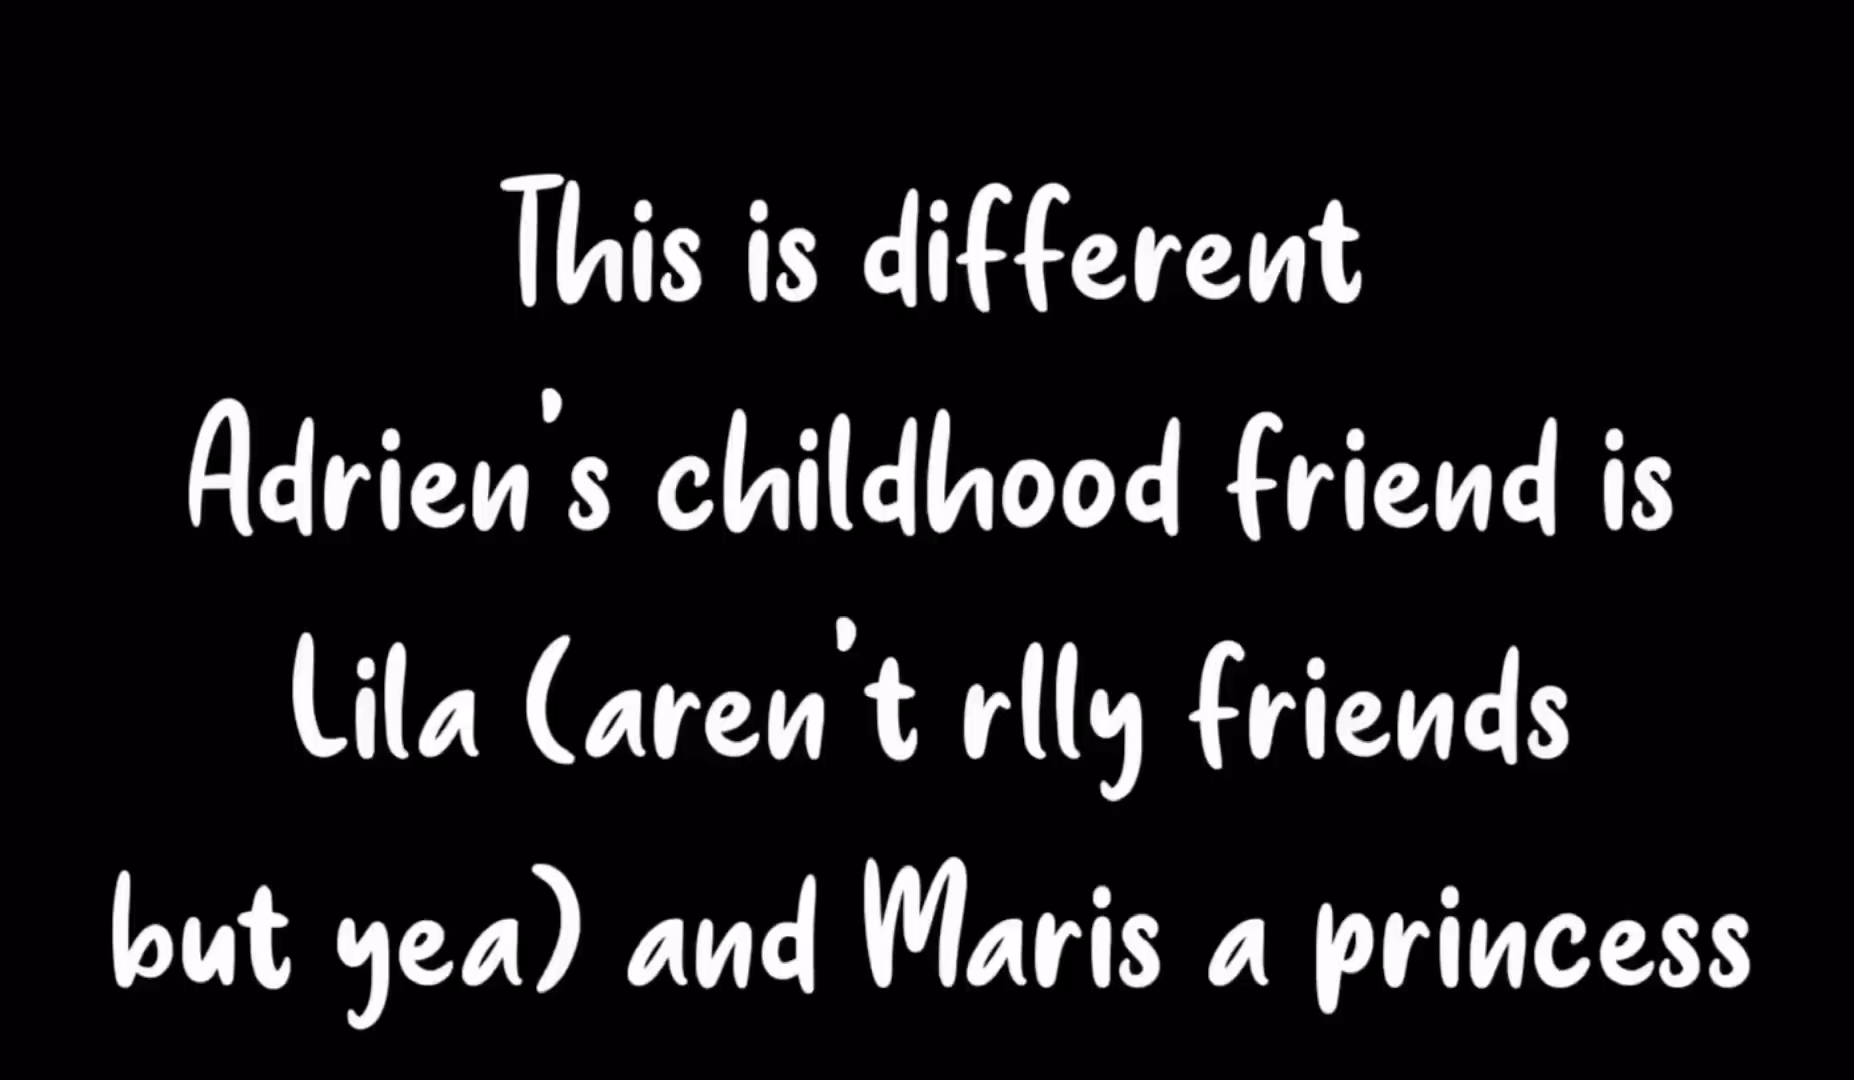 This is different
Adrien's childhood friend is
Lila (aren't rlly friends
but yea) and Maris a princess